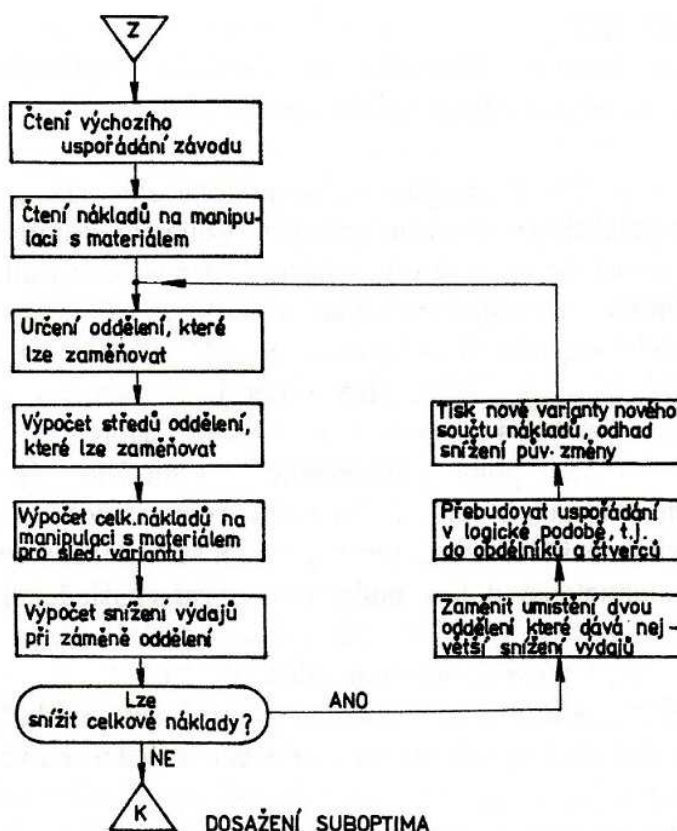 Z
Čtení výchozího
uspořádání závodu
Čtení nákladů na manipu-
laci s materiálem
Určení oddělení, které
lze zaměňovat
Výpočet středů oddělení,
které lze zaměňovat
Výpočet celk.nákladů na
manipulaci s materiálem
pro sled. variantu
Výpočet snížení výdajů
při záměně oddělení
Lze
snížit celkové náklady?
ANO
NE
K
DOSAŽENÍ SUBOPTIMA
Tisk nové varianty nového
součtu nákladů, odhad
snížení pův. změny
Přebudovat uspořádání
v logické podobě, t.j.
do obdélníků a čtverců
Zaměnit umístění dvou
oddělení které dává nej-
větší snížení výdajů